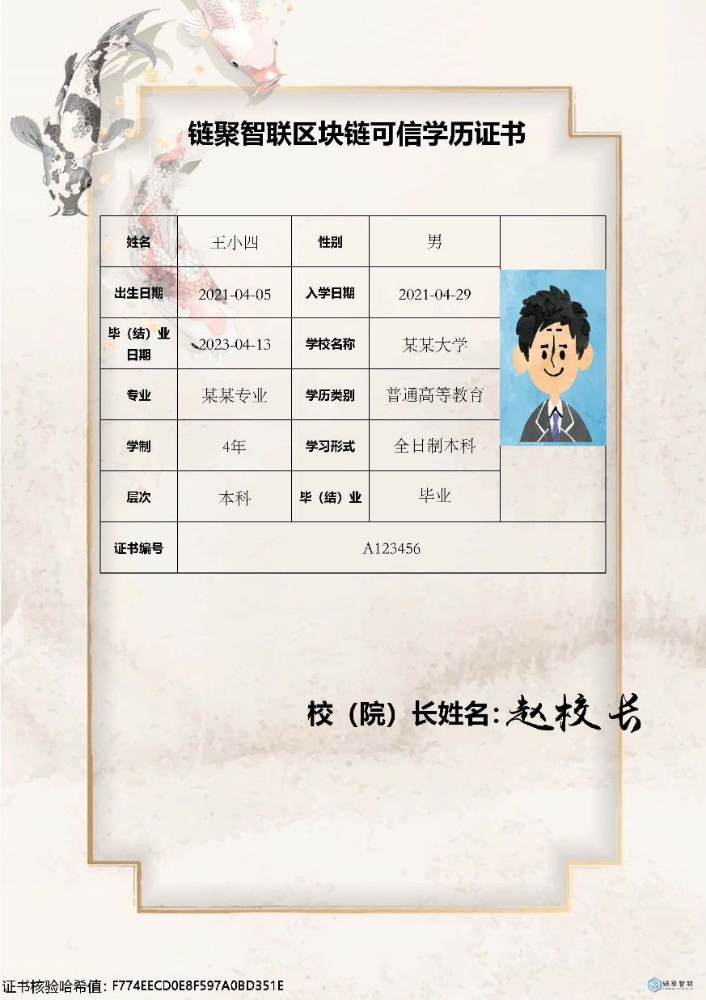 链聚智联区块链可信学历证书
姓名 王小四 性别 男
出生日期 2021-04-05 入学日期 2021-04-29
毕（结）业
日期 2023-04-13 学校名称 某某大学
专业 某某专业 学历类别 普通高等教育
学制 4年 学习形式 全日制本科
层次 本科 毕（结）业 毕业
证书编号 A123456
校（院）长姓名：赵校长
证书核验哈希值：F774EECD0E8F597A0BD351E
链聚智联